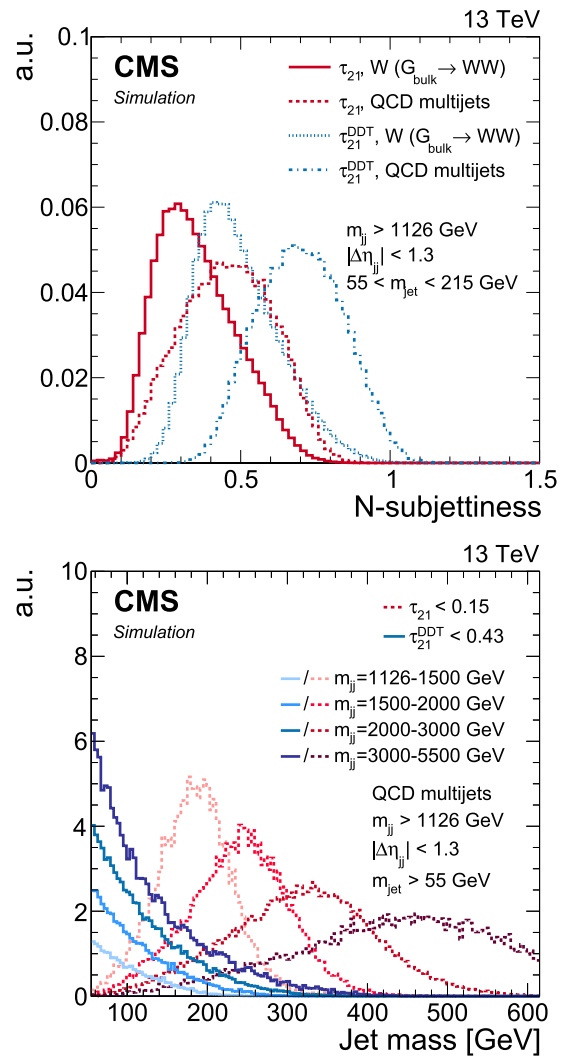 13 TeV
a.u.
0.1
0.08
0.06
0.04
0.02
0
CMS
Simulation
τ21, W (Gbulk → WW)
τ21, QCD multijets
τ21DDT, W (Gbulk → WW)
τ21DDT, QCD multijets
mjj > 1126 GeV
|Δηjj| < 1.3
55 < mjet < 215 GeV
0 0.5 1 1.5
N-subjettiness
13 TeV
a.u.
10
8
6
4
2
0
CMS
Simulation
τ21 < 0.15
τ21DDT < 0.43
/ mjj=1126-1500 GeV
/ mjj=1500-2000 GeV
/ mjj=2000-3000 GeV
/ mjj=3000-5500 GeV
QCD multijets
mjj > 1126 GeV
|Δηjj| < 1.3
mjet > 55 GeV
100 200 300 400 500 600
Jet mass [GeV]